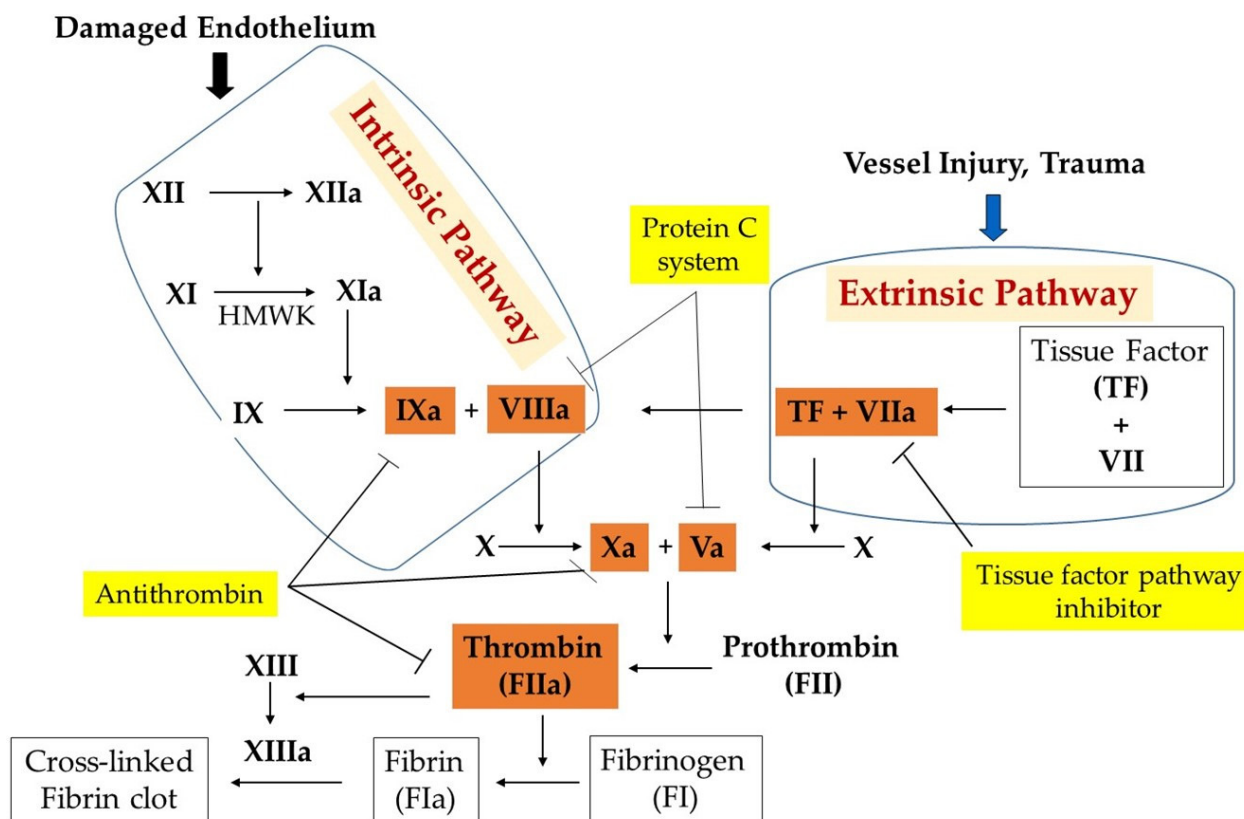 Damaged Endothelium
Intrinsic Pathway
XII
XIIa
XI
HMWK
XIa
IX
IXa
+
VIIIa
Protein C
system
Vessel Injury, Trauma
Extrinsic Pathway
Tissue Factor
(TF)
+
VII
TF + VIIa
X
Xa
+
Va
X
Antithrombin
Tissue factor pathway
inhibitor
Thrombin
(FIIa)
Prothrombin
(FII)
XIII
XIIIa
Cross-linked
Fibrin clot
Fibrin
(FIa)
Fibrinogen
(FI)